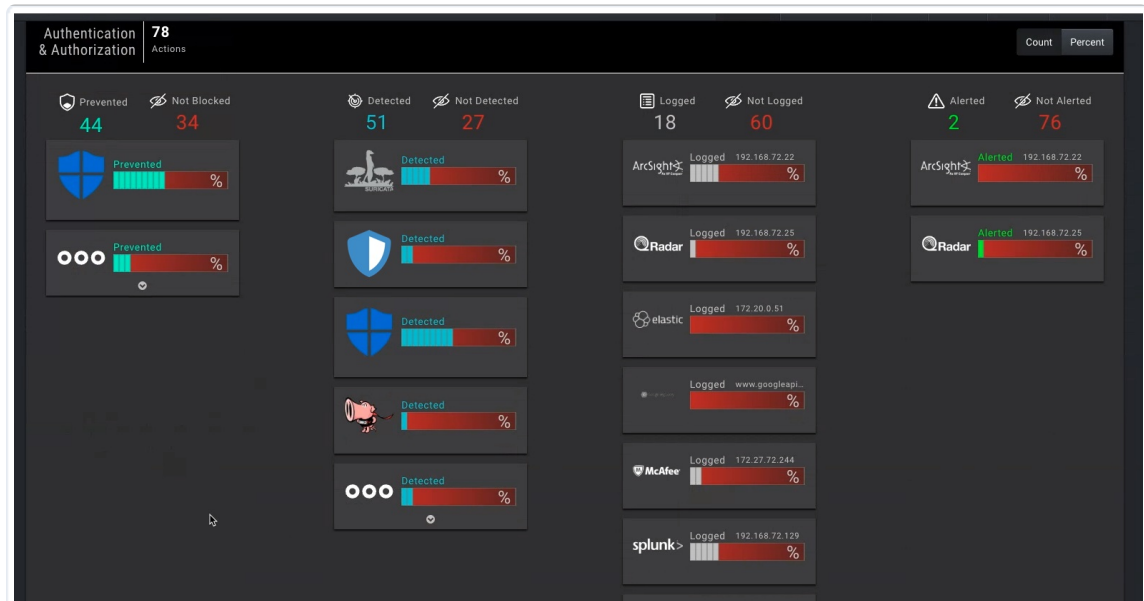 Authentication
& Authorization
78
Actions
Count
Percent
Prevented
44
Not Blocked
34
Detected
51
Not Detected
27
Logged
18
Not Logged
60
Alerted
2
Not Alerted
76
Prevented
%
Prevented
%
SURICATA
Detected
%
Detected
%
Detected
%
Detected
%
Detected
%
ArcSight
Logged 192.168.72.22
%
QRadar
Logged 192.168.72.25
%
elastic
Logged 172.20.0.51
%
Logged www.googleapi...
%
McAfee
Logged 172.27.72.244
%
splunk>
Logged 192.168.72.129
%
ArcSight
Alerted 192.168.72.22
%
QRadar
Alerted 192.168.72.25
%